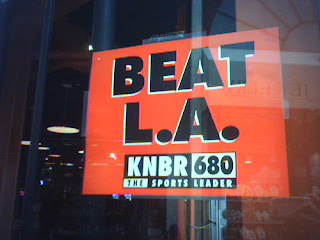 BEAT
L.A.
KNBR 680
THE SPORTS LEADER